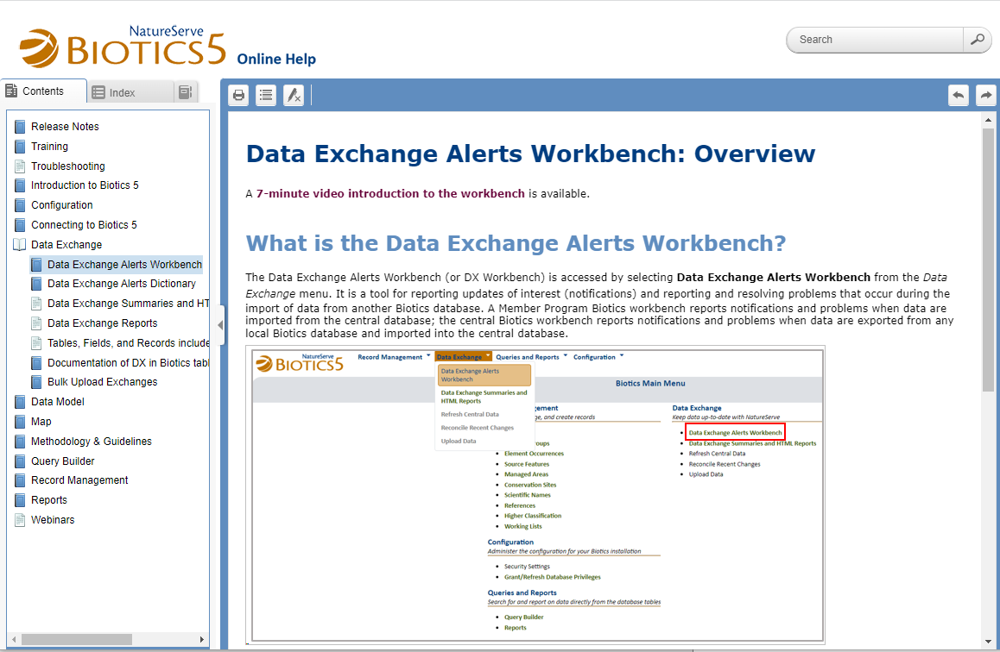 NatureServe
BIOTICS5 Online Help
Search
Contents
Index
Release Notes
Training
Troubleshooting
Introduction to Biotics 5
Configuration
Connecting to Biotics 5
Data Exchange
Data Exchange Alerts Workbench
Data Exchange Alerts Dictionary
Data Exchange Summaries and HT
Data Exchange Reports
Tables, Fields, and Records include
Documentation of DX in Biotics tabl
Bulk Upload Exchanges
Data Model
Map
Methodology & Guidelines
Query Builder
Record Management
Reports
Webinars
Data Exchange Alerts Workbench: Overview
A 7-minute video introduction to the workbench is available.
What is the Data Exchange Alerts Workbench?
The Data Exchange Alerts Workbench (or DX Workbench) is accessed by selecting Data Exchange Alerts Workbench from the Data
Exchange menu. It is a tool for reporting updates of interest (notifications) and reporting and resolving problems that occur during the
import of data from another Biotics database. A Member Program Biotics workbench reports notifications and problems when data are
imported from the central database; the central Biotics workbench reports notifications and problems when data are exported from any
local Biotics database and imported into the central database.
NatureServe
BIOTICS5
Record Management
Data Exchange
Queries and Reports
Configuration
Data Exchange Alerts
Workbench
Data Exchange Summaries and
HTML Reports
Refresh Central Data
Reconcile Recent Changes
Upload Data
Biotics Main Menu
gement
ge, and create records
oups
Element Occurrences
Source Features
Managed Areas
Conservation Sites
Scientific Names
References
Higher Classification
Working Lists
Configuration
Administer the configuration for your Biotics installation
Security Settings
Grant/Refresh Database Privileges
Queries and Reports
Search for and report on data directly from the database tables
Query Builder
Reports
Data Exchange
Keep data up-to-date with NatureServe
Data Exchange Alerts Workbench
Data Exchange Summaries and HTML Reports
Refresh Central Data
Reconcile Recent Changes
Upload Data